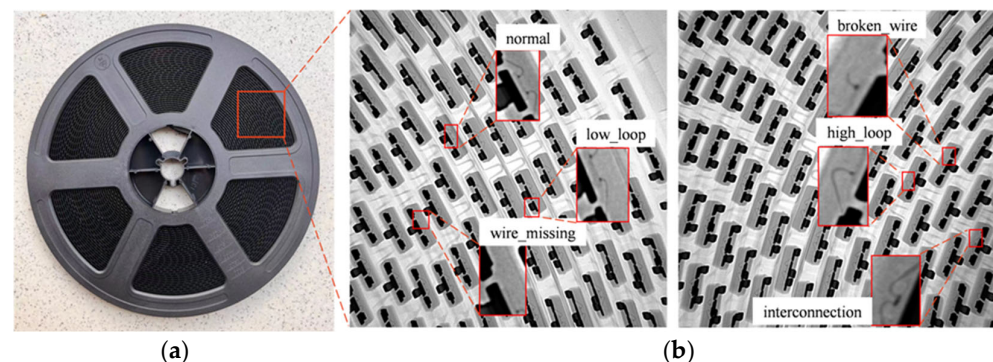 normal
low_loop
wire_missing
broken_wire
high_loop
interconnection
(a)
(b)